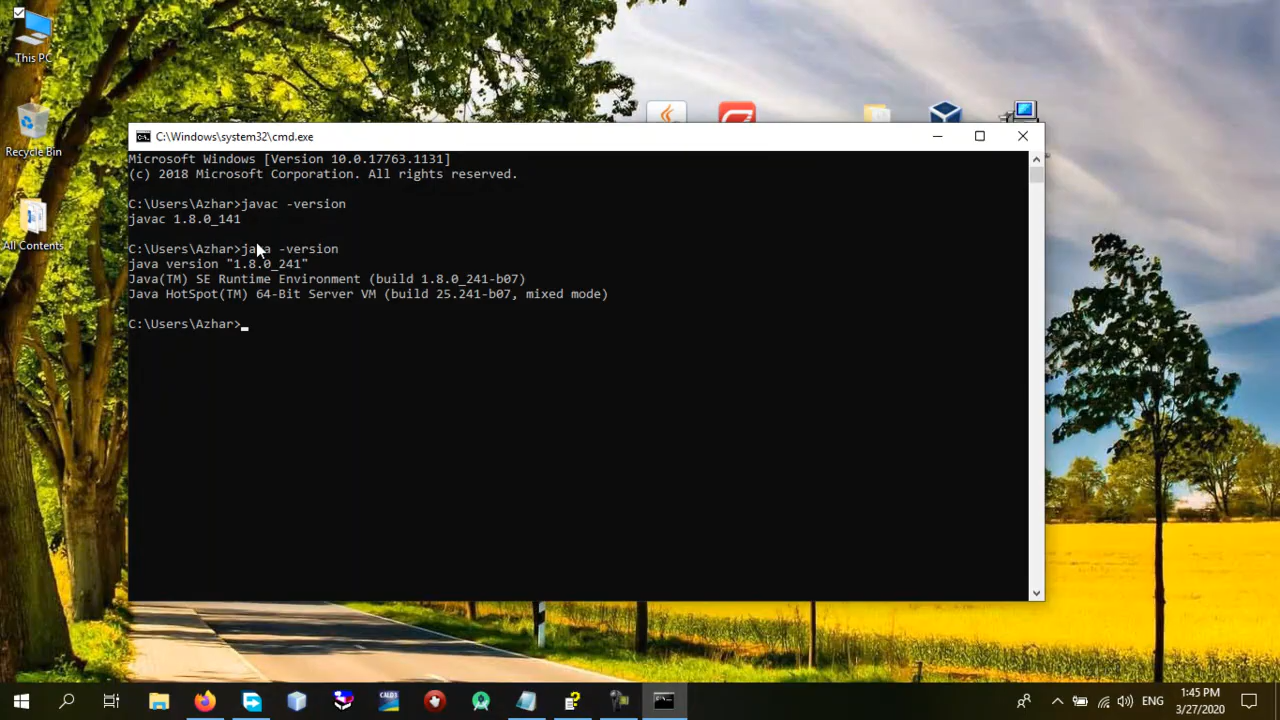 This PC
Recycle Bin
All Contents
C:\Windows\system32\cmd.exe
Microsoft Windows [Version 10.0.17763.1131]
(c) 2018 Microsoft Corporation. All rights reserved.
C:\Users\Azhar>javac -version
javac 1.8.0_141
C:\Users\Azhar>java -version
java version "1.8.0_241"
Java(TM) SE Runtime Environment (build 1.8.0_241-b07)
Java HotSpot(TM) 64-Bit Server VM (build 25.241-b07, mixed mode)
C:\Users\Azhar>
CALD3
ENG
1:45 PM
3/27/2020